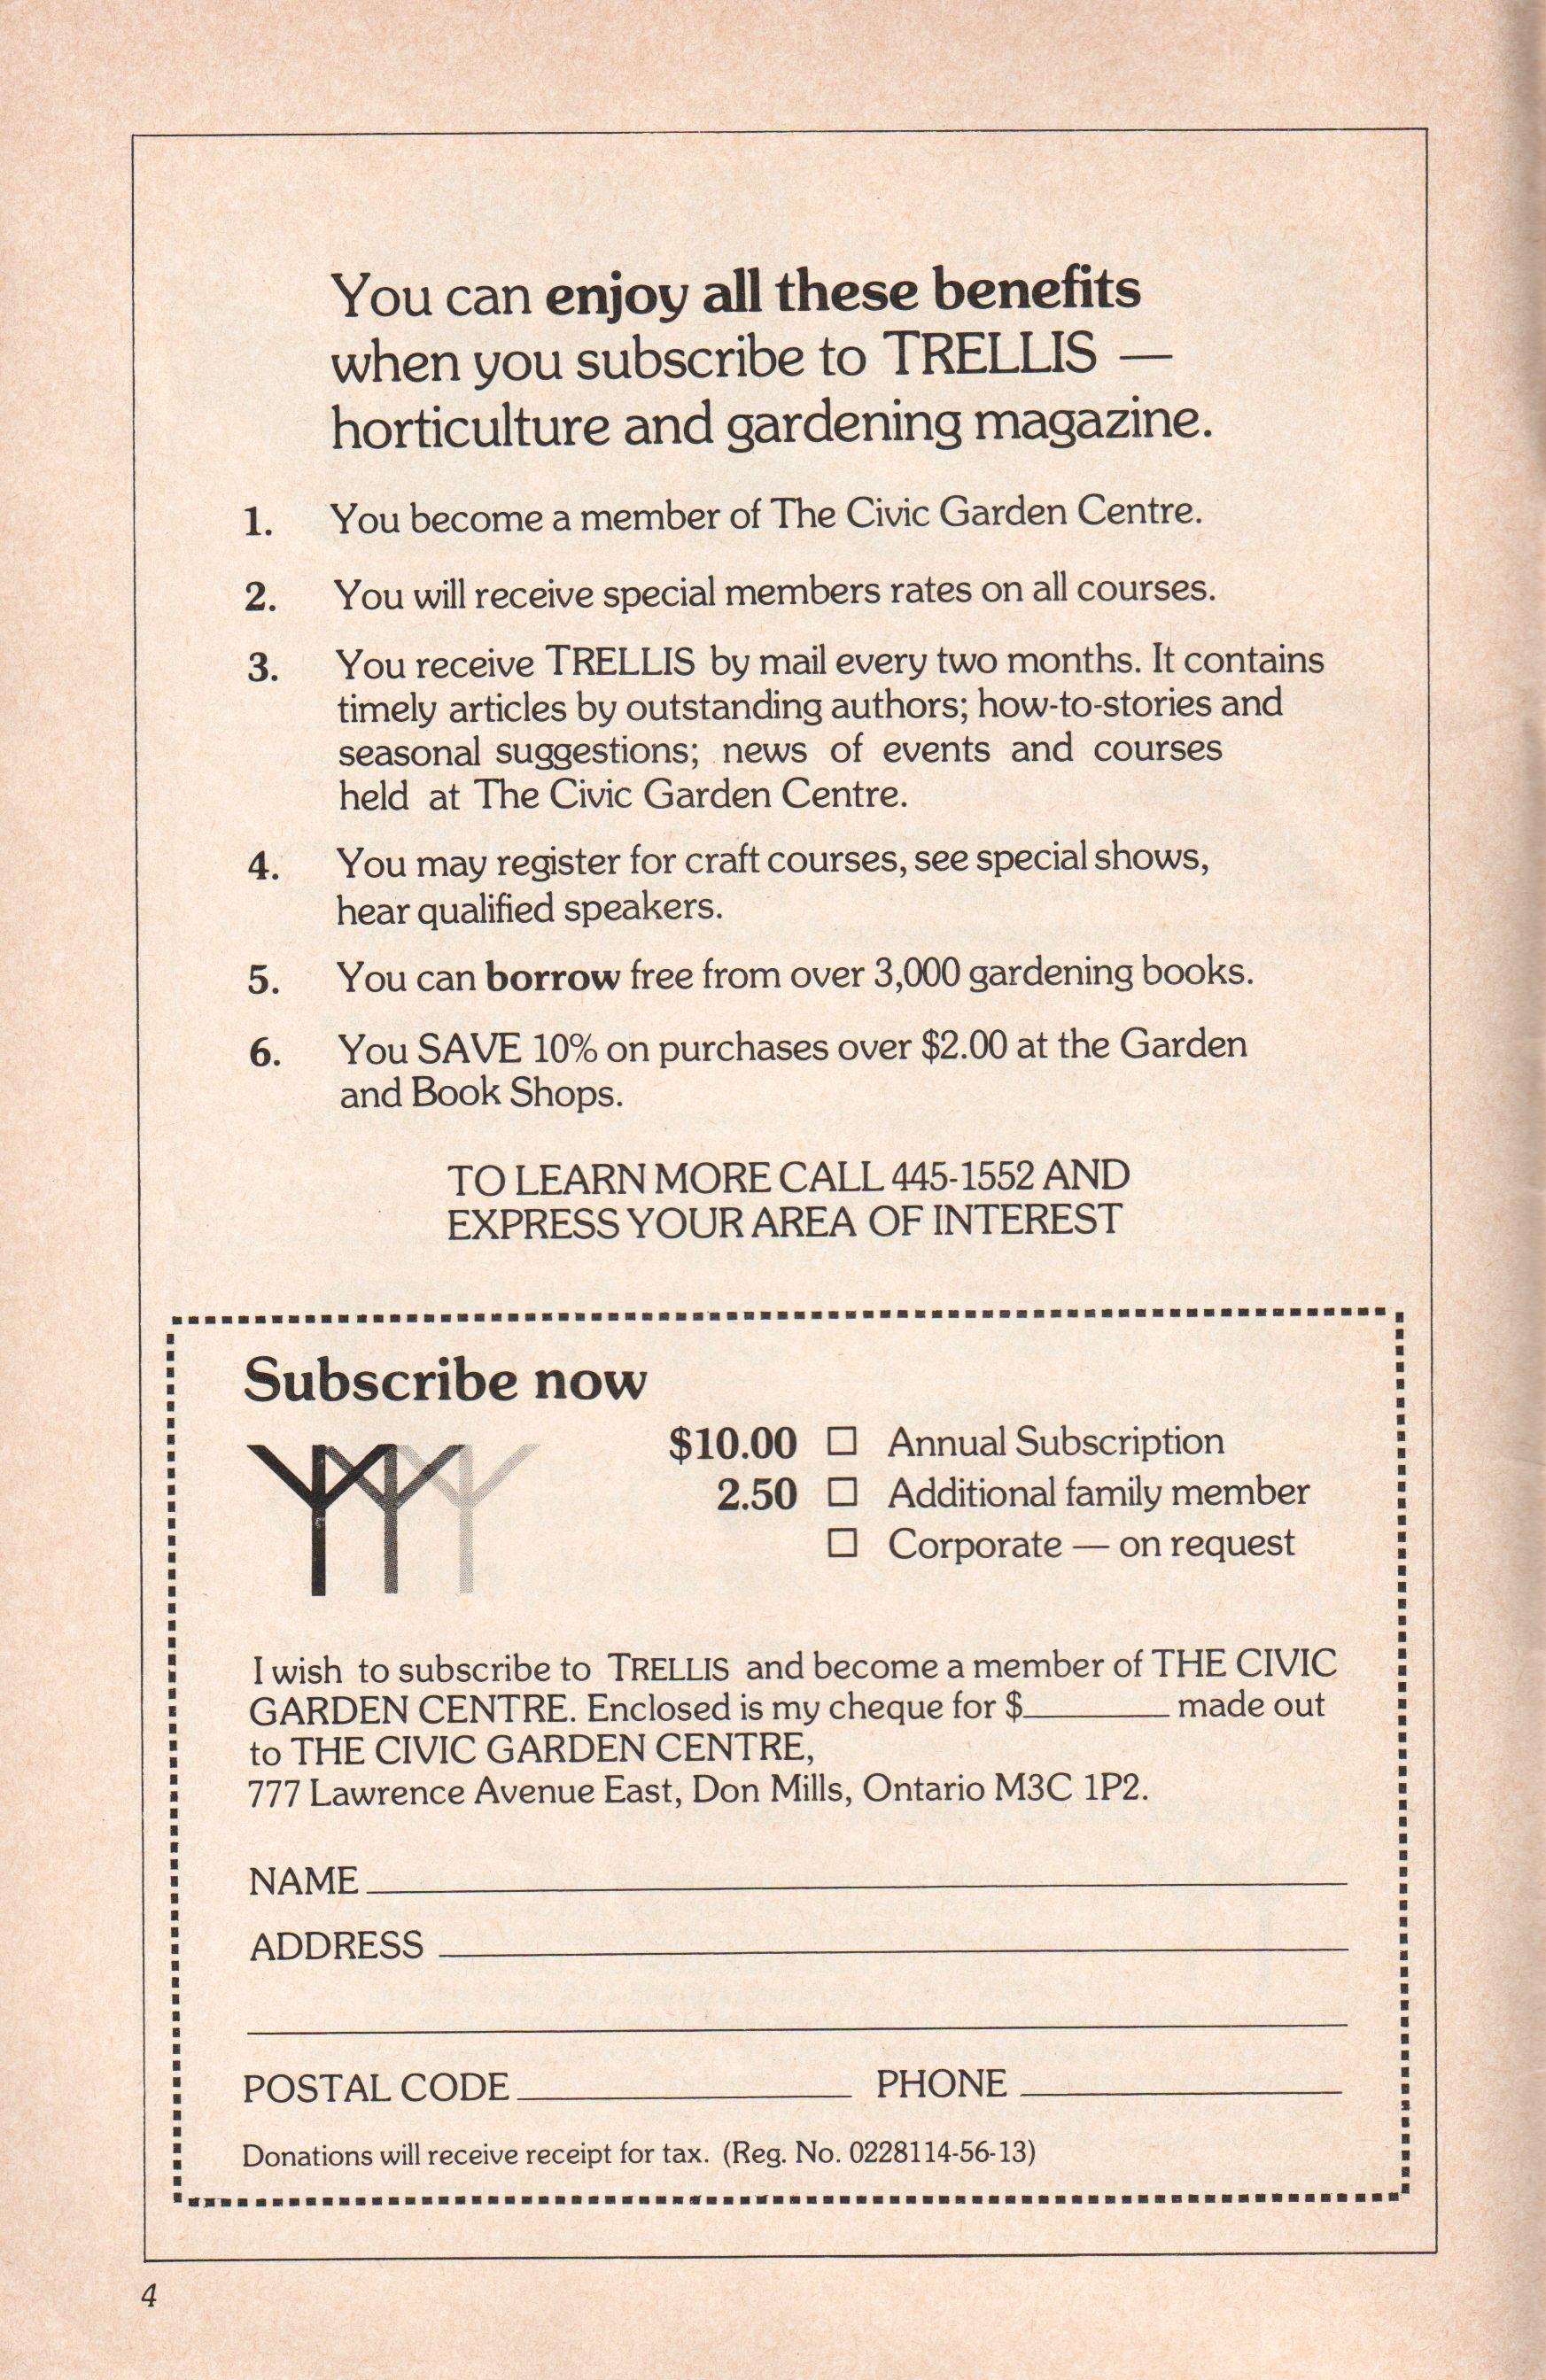 You can enjoy all these benefits
when you subscribe to TRELLIS —
horticulture and gardening magazine.
1. You become a member of The Civic Garden Centre.
2. You will receive special members rates on all courses.
3. You receive TRELLIS by mail every two months. It contains
timely articles by outstanding authors; how-to-stories and
seasonal suggestions; news of events and courses
held at The Civic Garden Centre.
4. You may register for craft courses, see special shows,
hear qualified speakers.
5. You can borrow free from over 3,000 gardening books.
6. You SAVE 10% on purchases over $2.00 at the Garden
and Book Shops.
TO LEARN MORE CALL 445-1552 AND
EXPRESS YOUR AREA OF INTEREST
Subscribe now
$10.00 ☐ Annual Subscription
2.50 ☐ Additional family member
☐ Corporate — on request
I wish to subscribe to TRELLIS and become a member of THE CIVIC
GARDEN CENTRE. Enclosed is my cheque for $________ made out
to THE CIVIC GARDEN CENTRE,
777 Lawrence Avenue East, Don Mills, Ontario M3C 1P2.
NAME
ADDRESS
POSTAL CODE PHONE
Donations will receive receipt for tax. (Reg. No. 0228114-56-13)
4